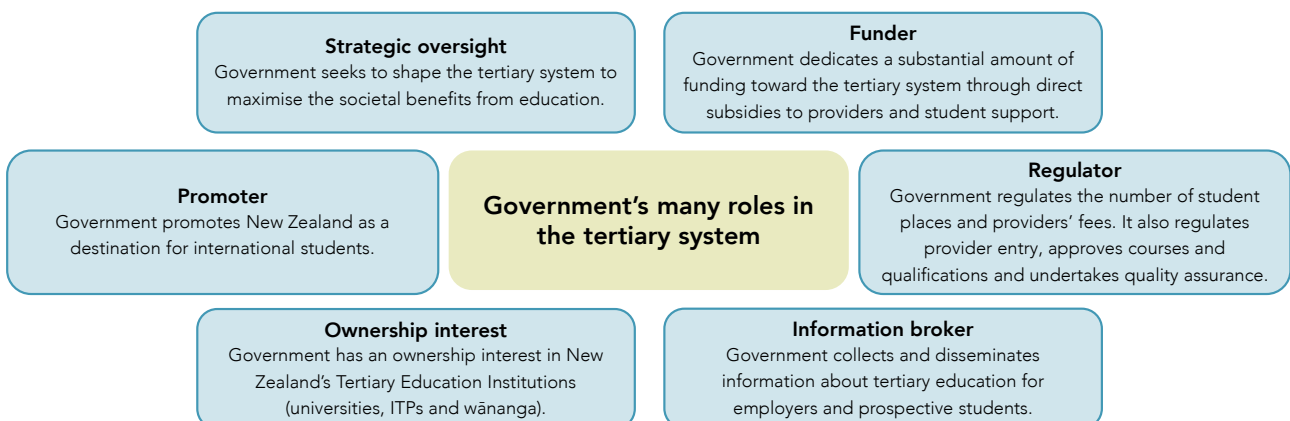 Strategic oversight
Government seeks to shape the tertiary system to
maximise the societal benefits from education.
Funder
Government dedicates a substantial amount of
funding toward the tertiary system through direct
subsidies to providers and student support.
Promoter
Government promotes New Zealand as a
destination for international students.
Government’s many roles in
the tertiary system
Regulator
Government regulates the number of student
places and providers’ fees. It also regulates
provider entry, approves courses and
qualifications and undertakes quality assurance.
Ownership interest
Government has an ownership interest in New
Zealand’s Tertiary Education Institutions
(universities, ITPs and wānanga).
Information broker
Government collects and disseminates
information about tertiary education for
employers and prospective students.